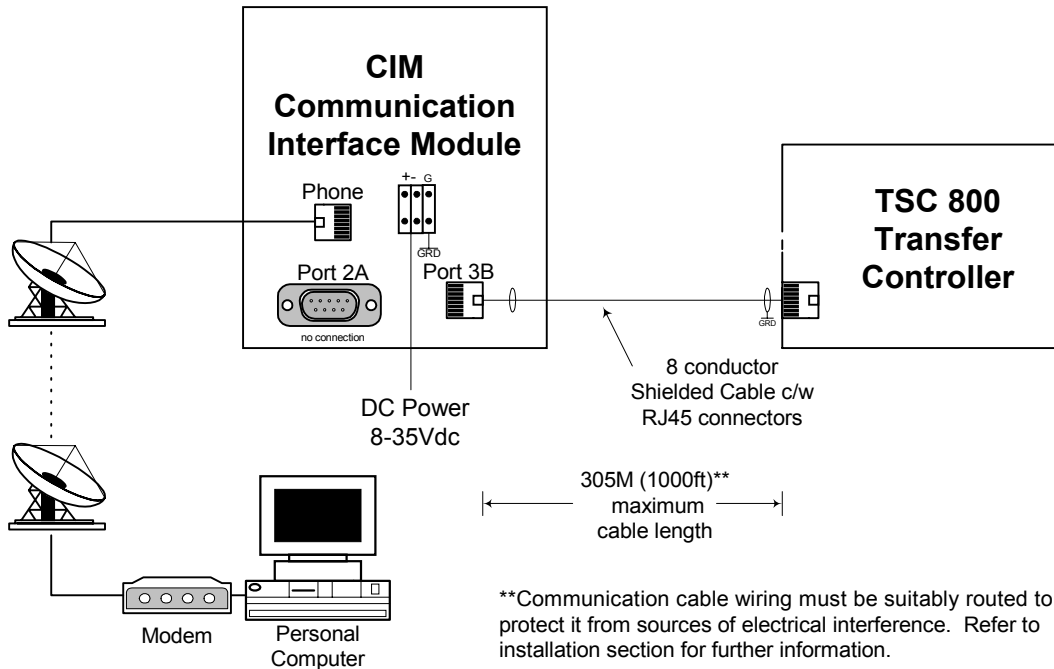 CIM
Communication
Interface Module
Phone
+- G
GRD
Port 2A
no connection
Port 3B
DC Power
8-35Vdc
TSC 800
Transfer
Controller
GRD
8 conductor
Shielded Cable c/w
RJ45 connectors
305M (1000ft)**
maximum
cable length
Modem
Personal
Computer
**Communication cable wiring must be suitably routed to
protect it from sources of electrical interference. Refer to
installation section for further information.